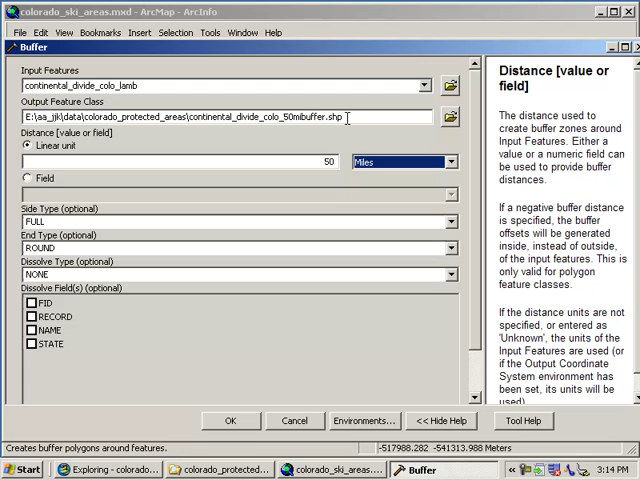 colorado_ski_areas.mxd - ArcMap - ArcInfo
File Edit View Bookmarks Insert Selection Tools Window Help
Buffer
Input Features
continental_divide_colo_lamb
Output Feature Class
E:\aa_jjk\data\colorado_protected_areas\continental_divide_colo_50mibuffer.shp
Distance [value or field]
Linear unit
50 Miles
Field
Side Type (optional)
FULL
End Type (optional)
ROUND
Dissolve Type (optional)
NONE
Dissolve Field(s) (optional)
FID
RECORD
NAME
STATE
Distance [value or
field]
The distance used to
create buffer zones around
Input Features. Either a
value or a numeric field can
be used to provide buffer
distances.
If a negative buffer distance
is specified, the buffer
offsets will be generated
inside, instead of outside,
of the input features. This is
only valid for polygon
feature classes.
If the distance units are not
specified, or entered as
'Unknown', the units of the
Input Features are used (or
if the Output Coordinate
System environment has
been set, its units will be
used).
OK Cancel Environments... << Hide Help Tool Help
Creates buffer polygons around features. -517988.282 -541313.988 Meters
Start Exploring - colorado... colorado_protected... colorado_ski_areas.... Buffer « 3:14 PM